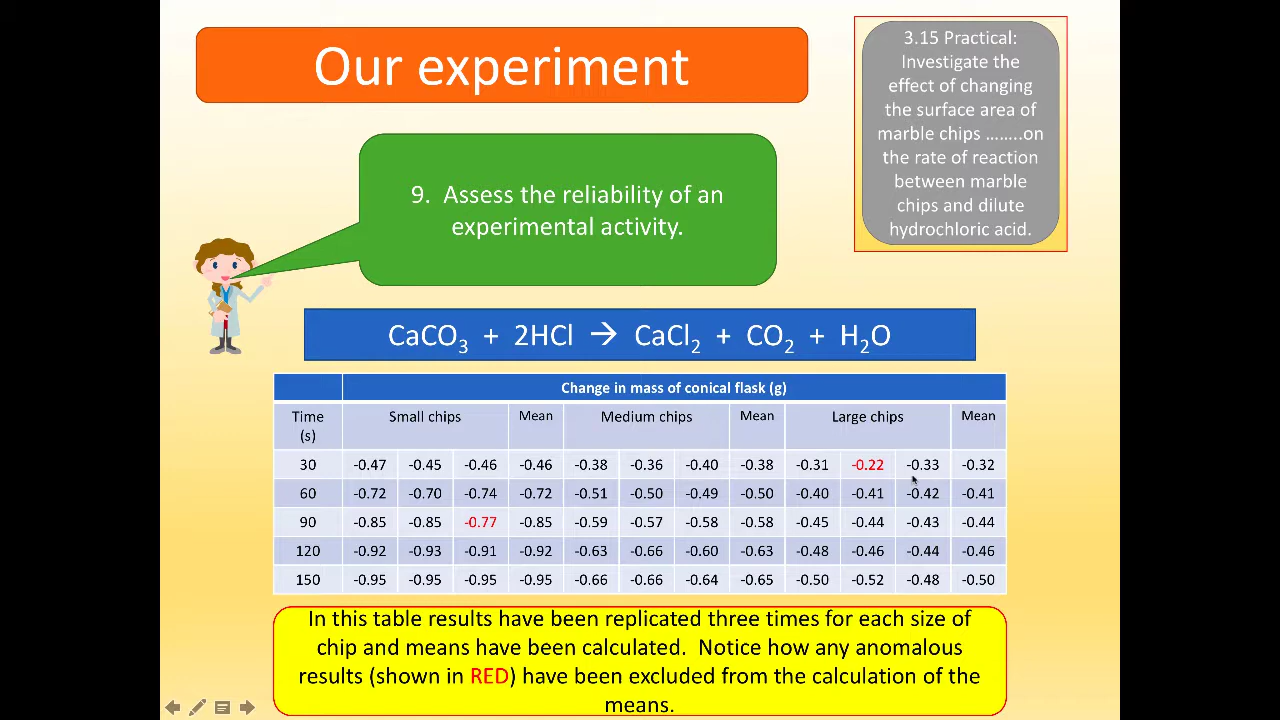 Our experiment
3.15 Practical:
Investigate the
effect of changing
the surface area of
marble chips ........on
the rate of reaction
between marble
chips and dilute
hydrochloric acid.
9. Assess the reliability of an
experimental activity.
CaCO₃ + 2HCl → CaCl₂ + CO₂ + H₂O
Change in mass of conical flask (g)
Time (s) Small chips Mean Medium chips Mean Large chips Mean
30 -0.47 -0.45 -0.46 -0.46 -0.38 -0.36 -0.40 -0.38 -0.31 -0.22 -0.33 -0.32
60 -0.72 -0.70 -0.74 -0.72 -0.51 -0.50 -0.49 -0.50 -0.40 -0.41 -0.42 -0.41
90 -0.85 -0.85 -0.77 -0.85 -0.59 -0.57 -0.58 -0.58 -0.45 -0.44 -0.43 -0.44
120 -0.92 -0.93 -0.91 -0.92 -0.63 -0.66 -0.60 -0.63 -0.48 -0.46 -0.44 -0.46
150 -0.95 -0.95 -0.95 -0.95 -0.66 -0.66 -0.64 -0.65 -0.50 -0.52 -0.48 -0.50
In this table results have been replicated three times for each size of
chip and means have been calculated. Notice how any anomalous
results (shown in RED) have been excluded from the calculation of the
means.